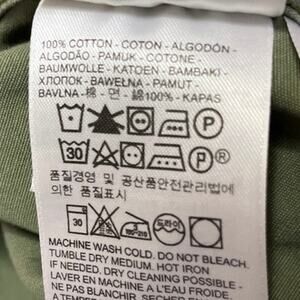 100% COTTON - COTON - ALGODÓN -
ALGODÃO - PAMUK - COTONE -
BAUMWOLLE - KATOEN - BAMBAKI -
ХЛОПОК - BAWEŁNA - PAMUT -
BAVLNA - 棉 - 면 - 綿100% - KAPAS
P
30 P
품질경영 및 공산품안전관리법에
의한 품질표시
30 드라이
MACHINE WASH COLD. DO NOT BLEACH.
TUMBLE DRY MEDIUM. HOT IRON
IF NEEDED. DRY CLEANING POSSIBLE
LAVER EN MACHINE A L'EAU FROIDE.
NE PAS BLANCHIR. SECHER EN
A TEMPER